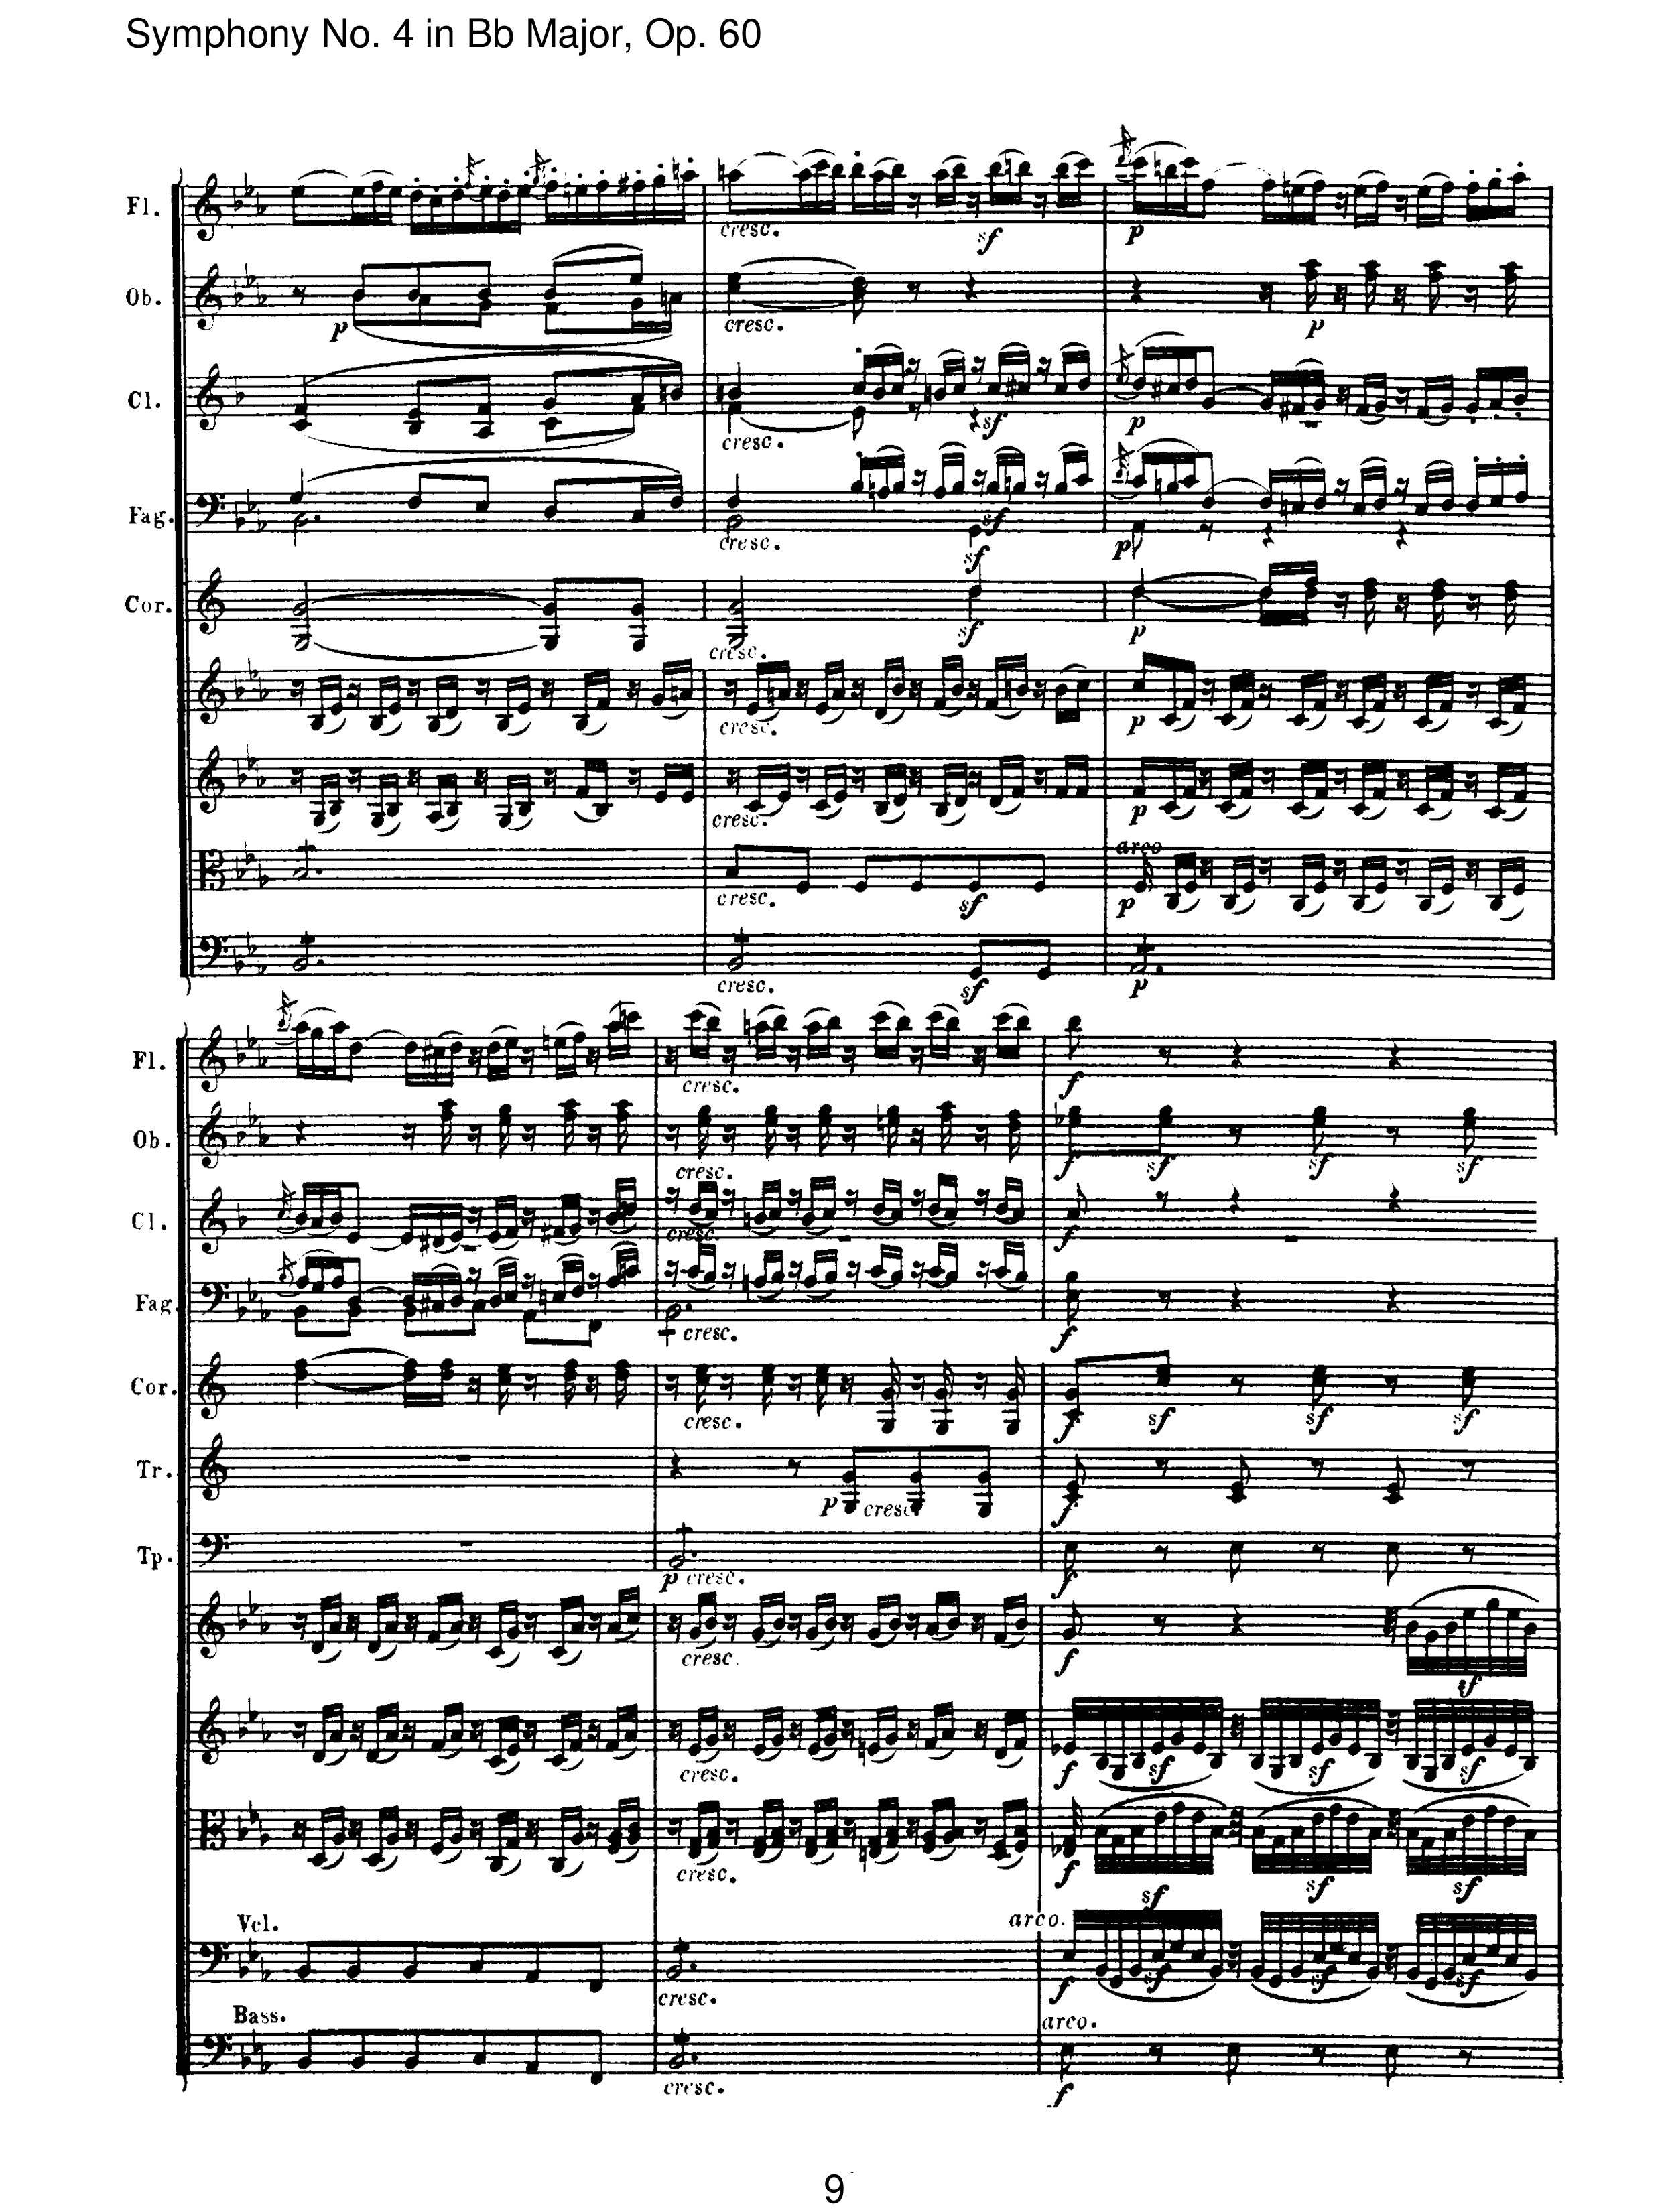 Symphony No. 4 in Bb Major, Op. 60
Fl.
cresc.
sf
p
Ob.
p
cresc.
p
Cl.
cresc.
sf
p
Fag.
cresc.
sf
sf
p
Cor.
cresc.
sf
p
cresc.
p
cresc.
p
arco
cresc.
sf
p
cresc.
sf
p
Fl.
cresc.
f
Ob.
cresc.
f sf sf sf
Cl.
cresc.
f
Fag.
cresc.
f
Cor.
cresc.
f sf sf sf
Tr.
p cresc.
f
Tp.
p cresc.
f
cresc.
f
sf
cresc.
f sf sf sf
cresc.
f
sf sf sf
Vcl.
arco.
cresc.
f sf sf sf
Bass.
arco.
cresc.
f
9